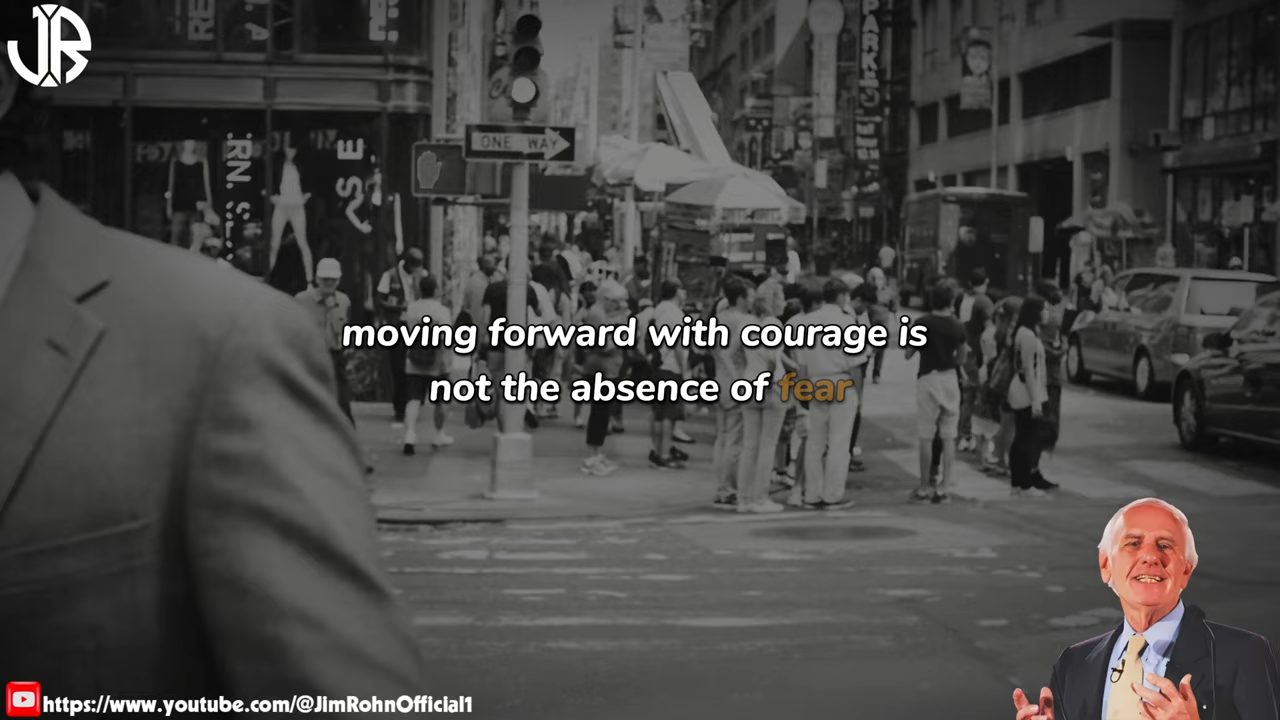 JR
ONE WAY
PARK
moving forward with courage is
not the absence of fear
https://www.youtube.com/@JimRohnOfficial1